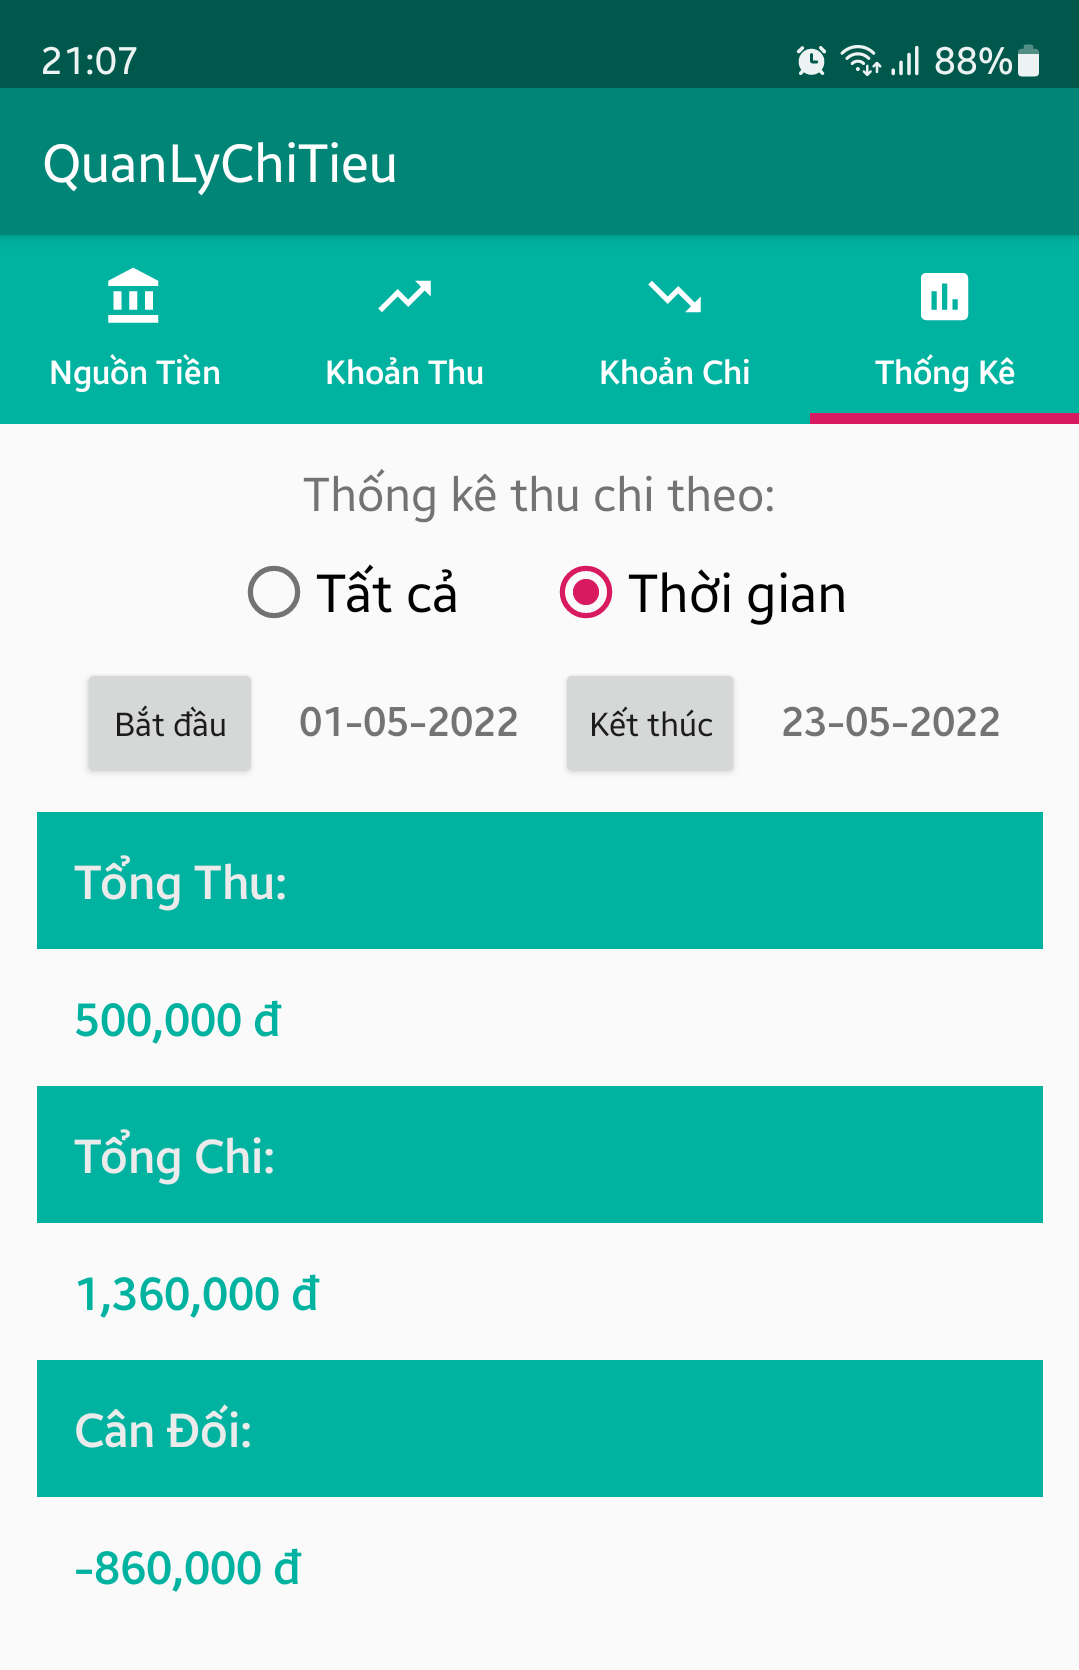 21:07 88%
QuanLyChiTieu
Nguồn Tiền Khoản Thu Khoản Chi Thống Kê
Thống kê thu chi theo:
Tất cả Thời gian
Bắt đầu 01-05-2022 Kết thúc 23-05-2022
Tổng Thu:
500,000 đ
Tổng Chi:
1,360,000 đ
Cân Đối:
-860,000 đ